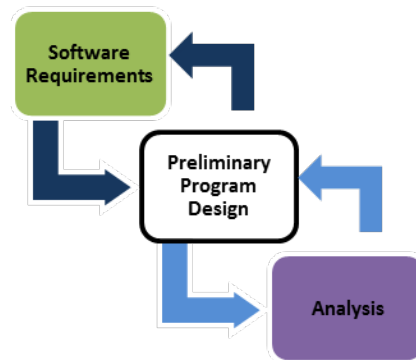 Software
Requirements
Preliminary
Program
Design
Analysis